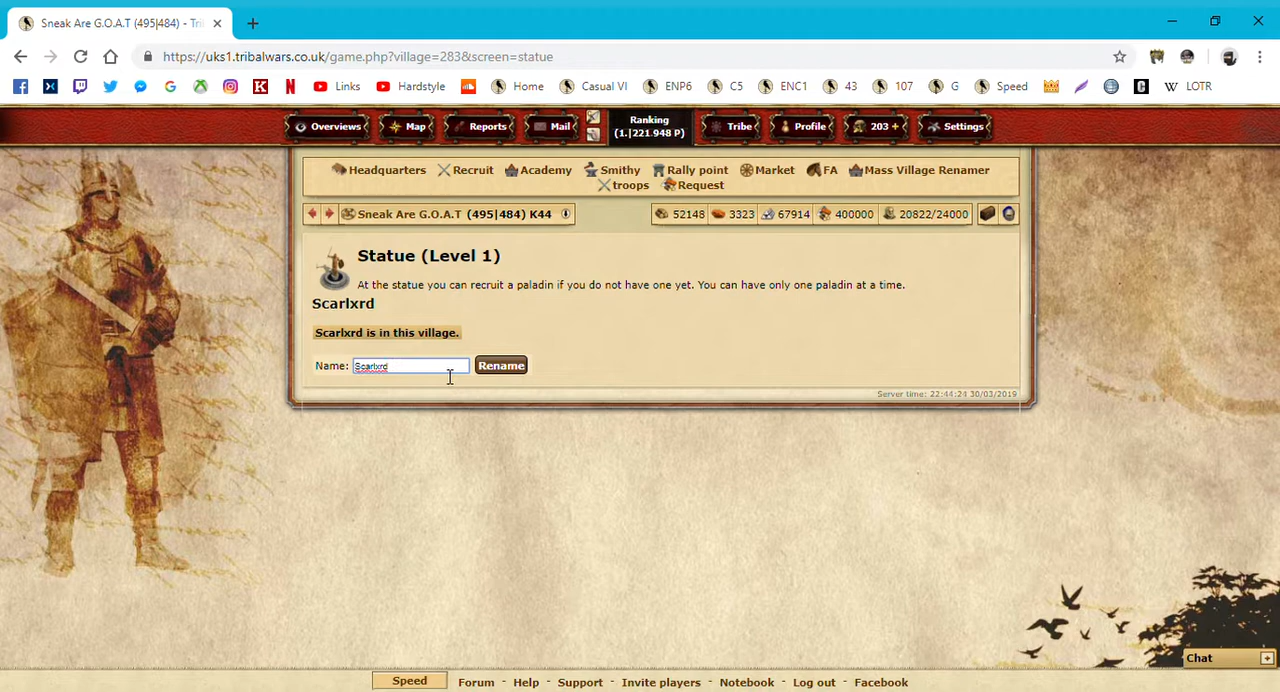 Sneak Are G.O.A.T (495|484) - Tri
https://uks1.tribalwars.co.uk/game.php?village=283&screen=statue
Links Hardstyle Home Casual VI ENP6 C5 ENC1 43 107 G Speed LOTR
Overviews Map Reports Mail Ranking Tribe Profile 203 + Settings
(1.|221.948 P)
Headquarters Recruit Academy Smithy Rally point Market FA Mass Village Renamer
troops Request
Sneak Are G.O.A.T (495|484) K44 52148 3323 67914 400000 20822/24000
Statue (Level 1)
At the statue you can recruit a paladin if you do not have one yet. You can have only one paladin at a time.
Scarlxrd
Scarlxrd is in this village.
Name: Scarlxrd Rename
Server time: 22:44:24 30/03/2019
Chat
Speed Forum - Help - Support - Invite players - Notebook - Log out - Facebook